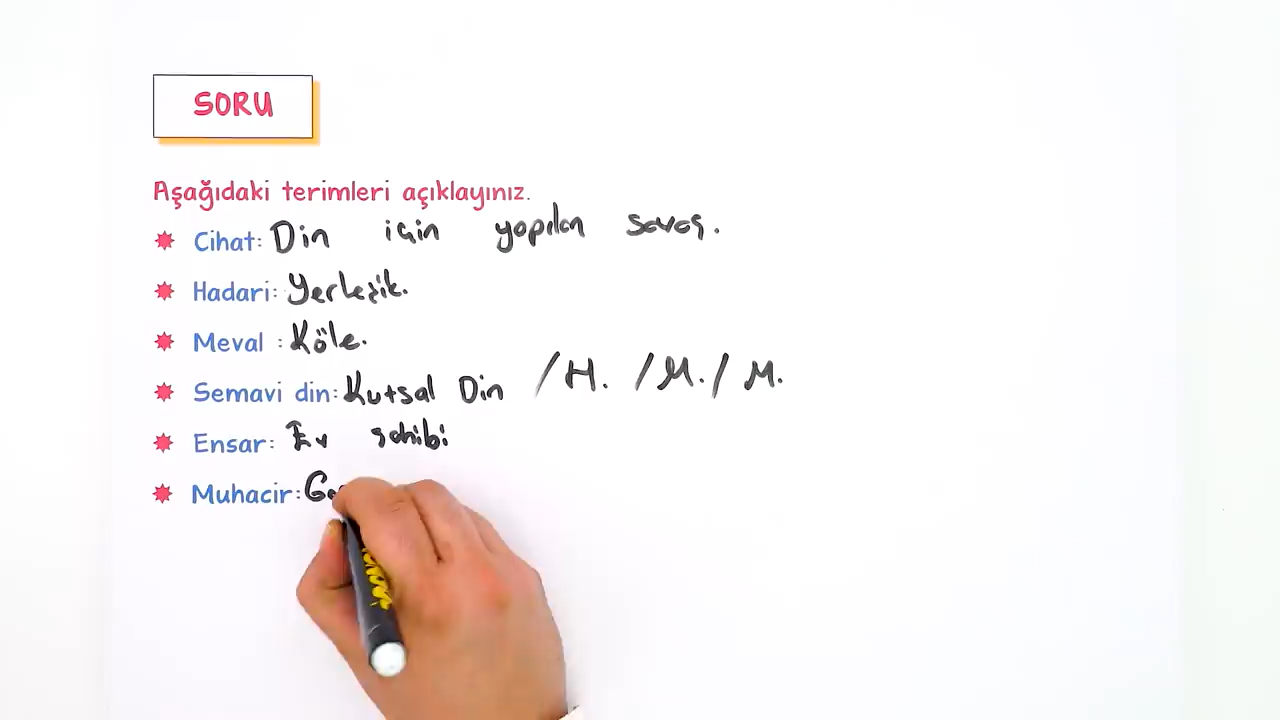 SORU
Aşağıdaki terimleri açıklayınız.
Cihat: Din için yapılan savaş.
Hadari: Yerleşik.
Meval : Köle.
Semavi din: Kutsal Din / H. / M. / M.
Ensar: Ev sahibi
Muhacir: